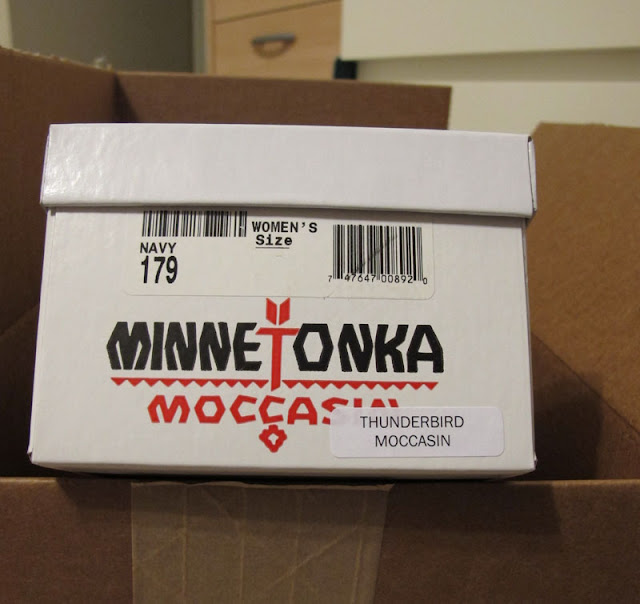 WOMEN'S
Size
NAVY
179
7 47647 00892 0
MINNETONKA
MOCCASIN
THUNDERBIRD
MOCCASIN